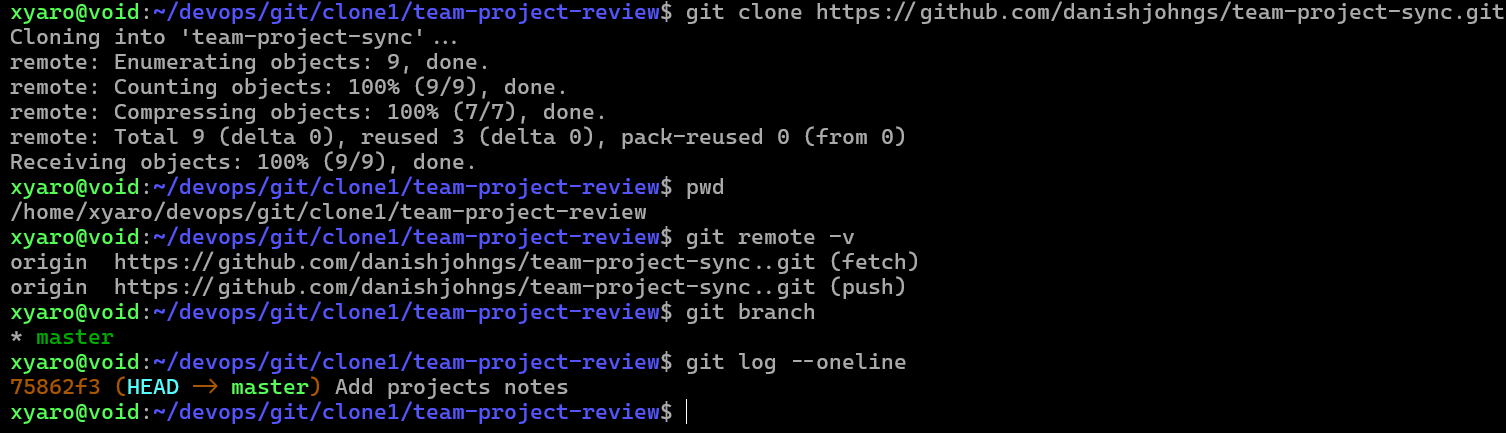 xyaro@void:~/devops/git/clone1/team-project-review$ git clone https://github.com/danishjohngs/team-project-sync.git
Cloning into 'team-project-sync'...
remote: Enumerating objects: 9, done.
remote: Counting objects: 100% (9/9), done.
remote: Compressing objects: 100% (7/7), done.
remote: Total 9 (delta 0), reused 3 (delta 0), pack-reused 0 (from 0)
Receiving objects: 100% (9/9), done.
xyaro@void:~/devops/git/clone1/team-project-review$ pwd
/home/xyaro/devops/git/clone1/team-project-review
xyaro@void:~/devops/git/clone1/team-project-review$ git remote -v
origin  https://github.com/danishjohngs/team-project-sync..git (fetch)
origin  https://github.com/danishjohngs/team-project-sync..git (push)
xyaro@void:~/devops/git/clone1/team-project-review$ git branch
* master
xyaro@void:~/devops/git/clone1/team-project-review$ git log --oneline
75862f3 (HEAD -> master) Add projects notes
xyaro@void:~/devops/git/clone1/team-project-review$